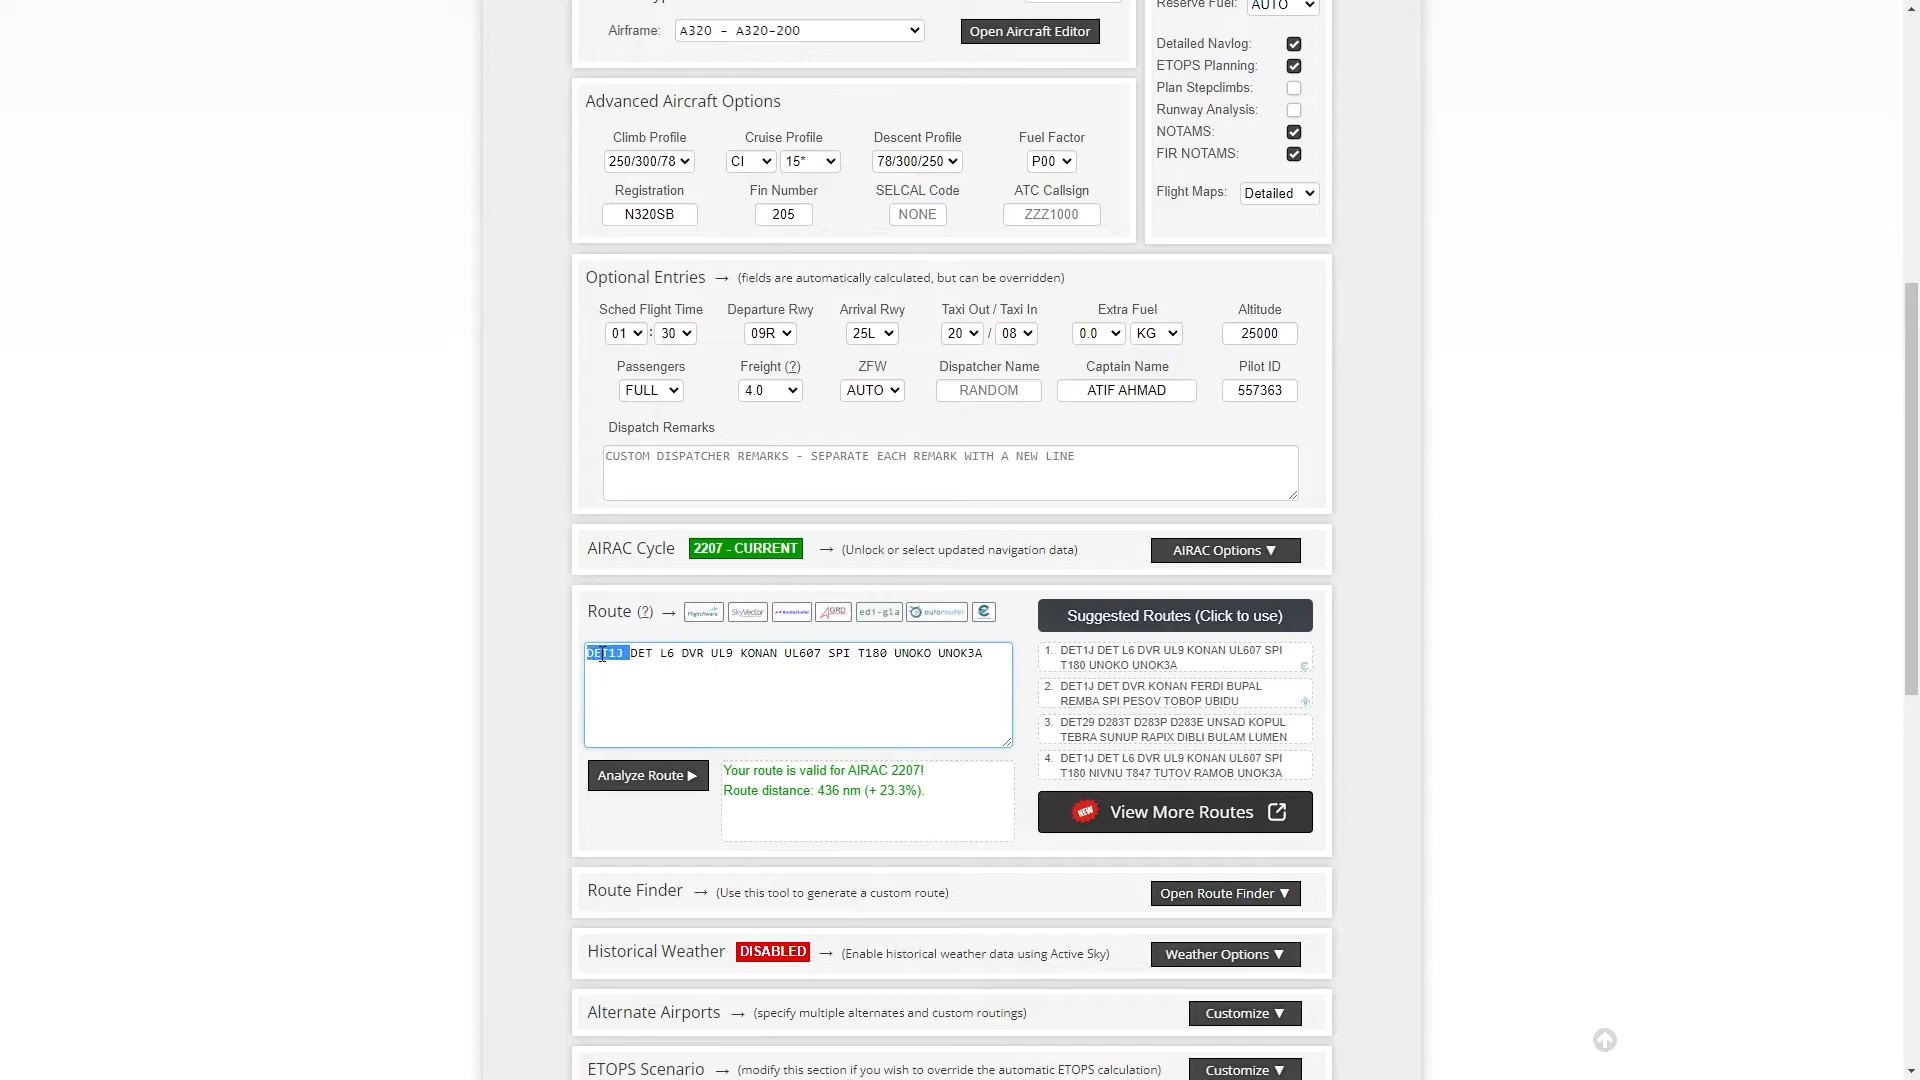 Reserve Fuel: AUTO
Airframe: A320 - A320-200 Open Aircraft Editor
Detailed Navlog:
ETOPS Planning:
Plan Stepclimbs:
Runway Analysis:
NOTAMS:
FIR NOTAMS:
Flight Maps: Detailed
Advanced Aircraft Options
Climb Profile Cruise Profile Descent Profile Fuel Factor
250/300/78 CI 15* 78/300/250 P00
Registration Fin Number SELCAL Code ATC Callsign
N320SB 205 NONE ZZZ1000
Optional Entries → (fields are automatically calculated, but can be overridden)
Sched Flight Time Departure Rwy Arrival Rwy Taxi Out / Taxi In Extra Fuel Altitude
01 : 30 09R 25L 20 / 08 0.0 KG 25000
Passengers Freight (?) ZFW Dispatcher Name Captain Name Pilot ID
FULL 4.0 AUTO RANDOM ATIF AHMAD 557363
Dispatch Remarks
CUSTOM DISPATCHER REMARKS - SEPARATE EACH REMARK WITH A NEW LINE
AIRAC Cycle 2207 - CURRENT → (Unlock or select updated navigation data) AIRAC Options ▼
Route (?) → FlightAware SkyVector RouteFinder GRD edi-gla autorouter
DET1J DET L6 DVR UL9 KONAN UL607 SPI T180 UNOKO UNOK3A
Analyze Route ▶
Your route is valid for AIRAC 2207!
Route distance: 436 nm (+ 23.3%).
Suggested Routes (Click to use)
1. DET1J DET L6 DVR UL9 KONAN UL607 SPI
T180 UNOKO UNOK3A
2. DET1J DET DVR KONAN FERDI BUPAL
REMBA SPI PESOV TOBOP UBIDU
3. DET29 D283T D283P D283E UNSAD KOPUL
TEBRA SUNUP RAPIX DIBLI BULAM LUMEN
4. DET1J DET L6 DVR UL9 KONAN UL607 SPI
T180 NIVNU T847 TUTOV RAMOB UNOK3A
NEW View More Routes
Route Finder → (Use this tool to generate a custom route) Open Route Finder ▼
Historical Weather DISABLED → (Enable historical weather data using Active Sky) Weather Options ▼
Alternate Airports → (specify multiple alternates and custom routings) Customize ▼
ETOPS Scenario → (modify this section if you wish to override the automatic ETOPS calculation) Customize ▼